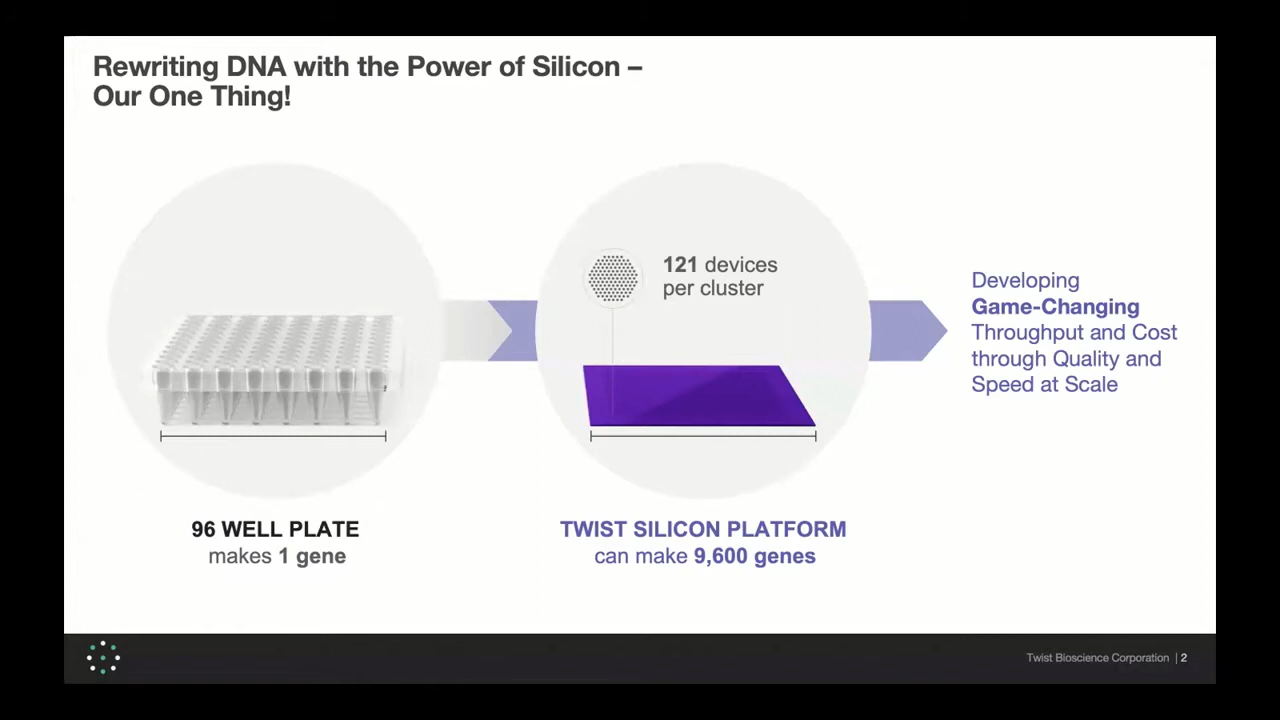 Rewriting DNA with the Power of Silicon –
Our One Thing!
121 devices
per cluster
Developing
Game-Changing
Throughput and Cost
through Quality and
Speed at Scale
96 WELL PLATE
makes 1 gene
TWIST SILICON PLATFORM
can make 9,600 genes
Twist Bioscience Corporation | 2